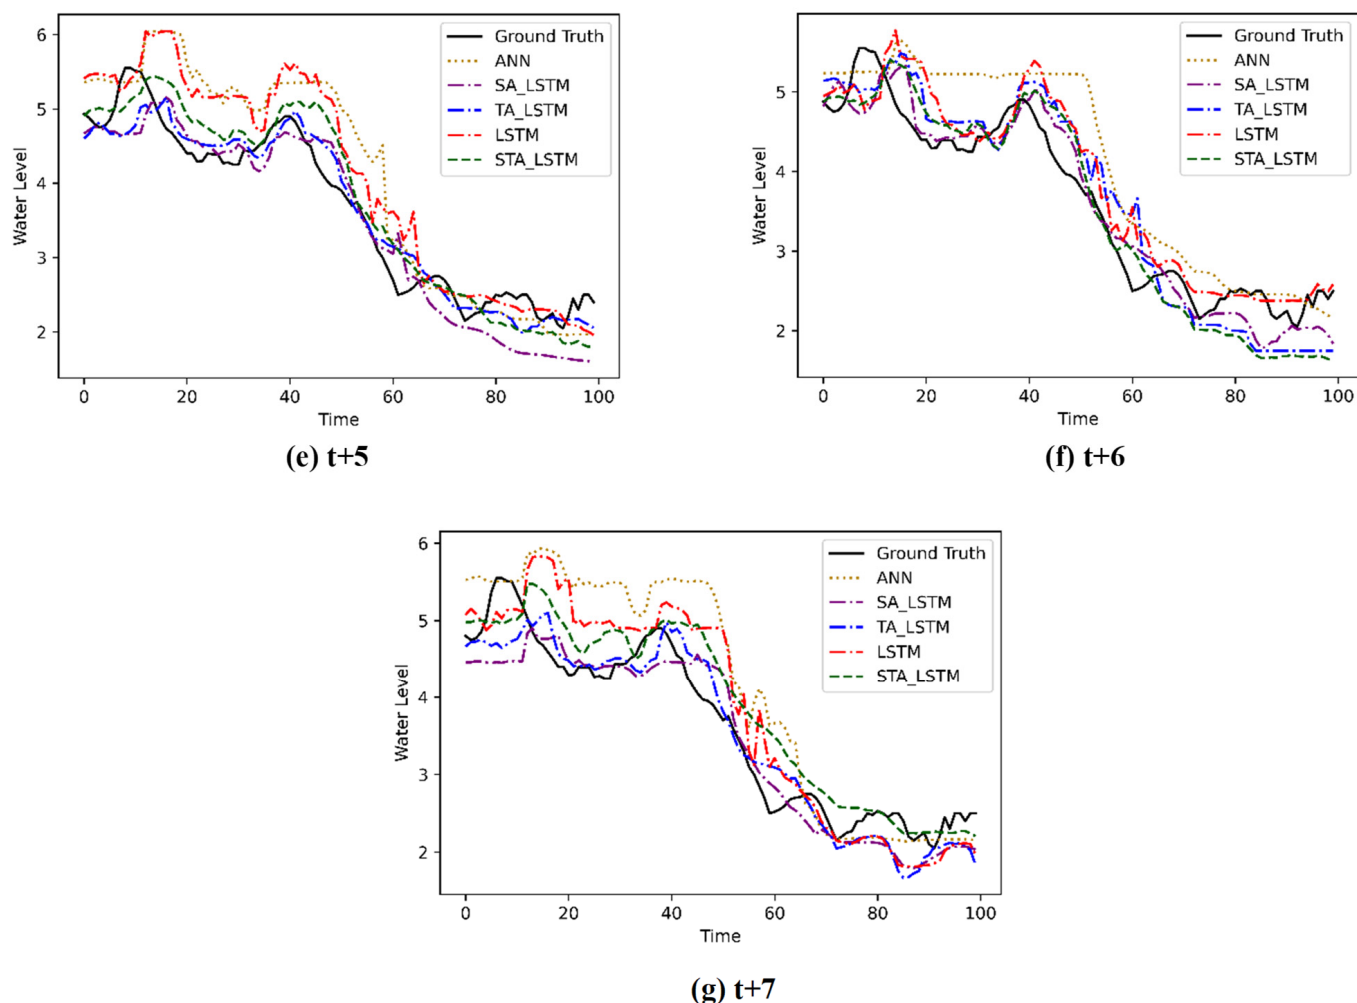 6
5
4
3
2
Water Level
0 20 40 60 80 100
Time
Ground Truth
ANN
SA_LSTM
TA_LSTM
LSTM
STA_LSTM
(e) t+5
5
4
3
2
Water Level
0 20 40 60 80 100
Time
Ground Truth
ANN
SA_LSTM
TA_LSTM
LSTM
STA_LSTM
(f) t+6
6
5
4
3
2
Water Level
0 20 40 60 80 100
Time
Ground Truth
ANN
SA_LSTM
TA_LSTM
LSTM
STA_LSTM
(g) t+7